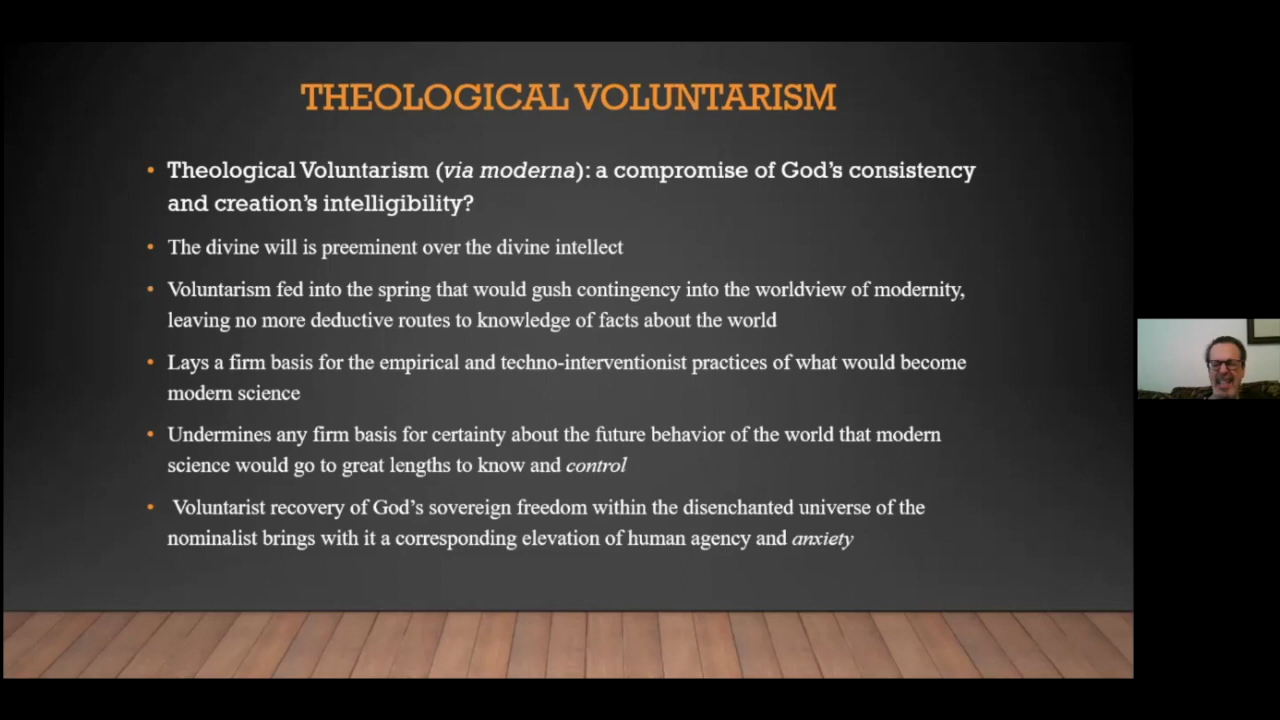 THEOLOGICAL VOLUNTARISM
• Theological Voluntarism (via moderna): a compromise of God's consistency
and creation's intelligibility?
• The divine will is preeminent over the divine intellect
• Voluntarism fed into the spring that would gush contingency into the worldview of modernity,
leaving no more deductive routes to knowledge of facts about the world
• Lays a firm basis for the empirical and techno-interventionist practices of what would become
modern science
• Undermines any firm basis for certainty about the future behavior of the world that modern
science would go to great lengths to know and control
• Voluntarist recovery of God's sovereign freedom within the disenchanted universe of the
nominalist brings with it a corresponding elevation of human agency and anxiety